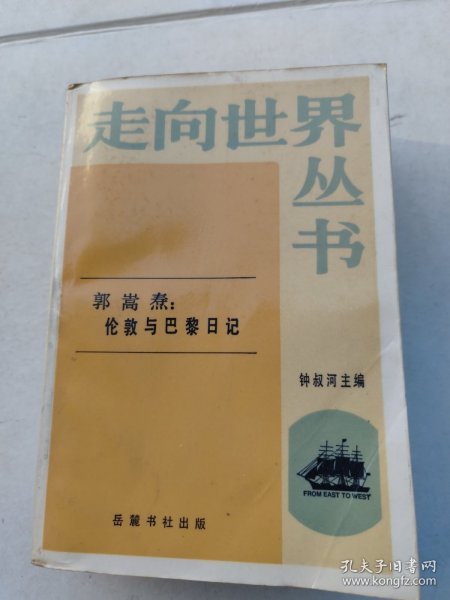 走向世界
丛书
郭嵩焘：
伦敦与巴黎日记
钟叔河主编
FROM EAST TO WEST
岳麓书社出版
孔夫子旧书网
www.kongfz.com